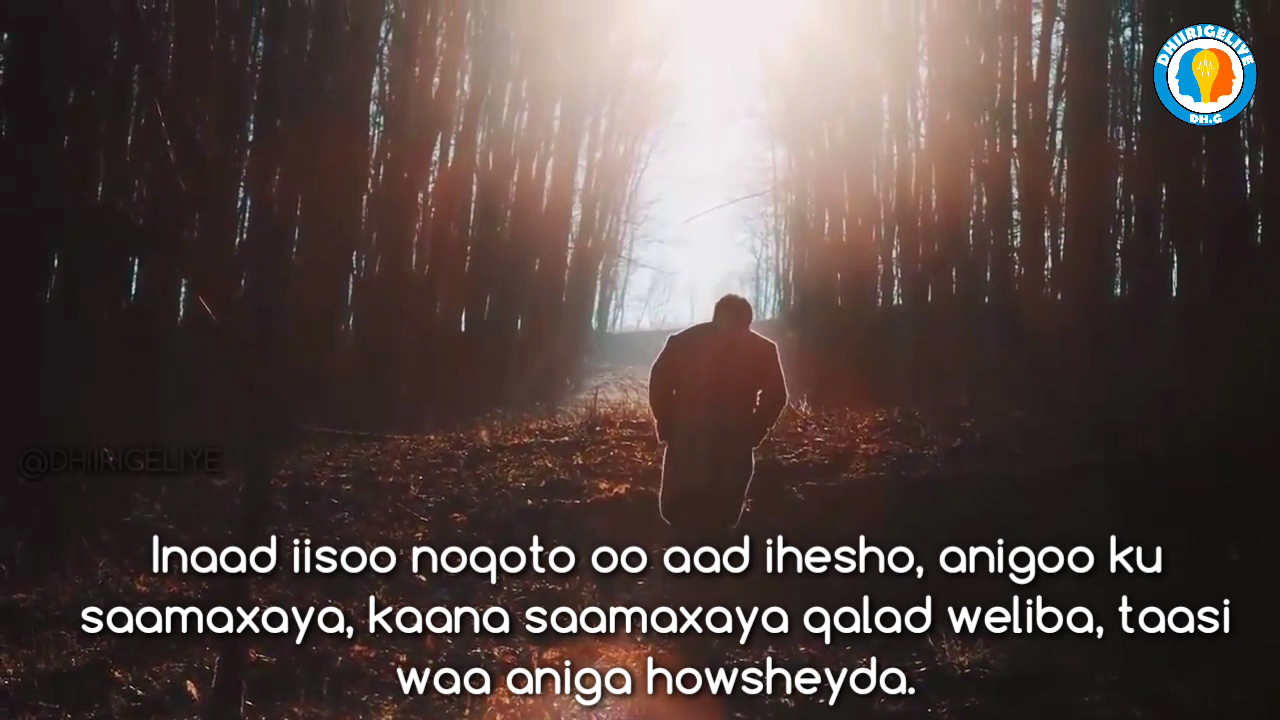 DHIIRIGELIYE
DH.G
@DHIIRIGELIYE
Inaad iisoo noqoto oo aad ihesho, anigoo ku
saamaxaya, kaana saamaxaya qalad weliba, taasi
waa aniga howsheyda.